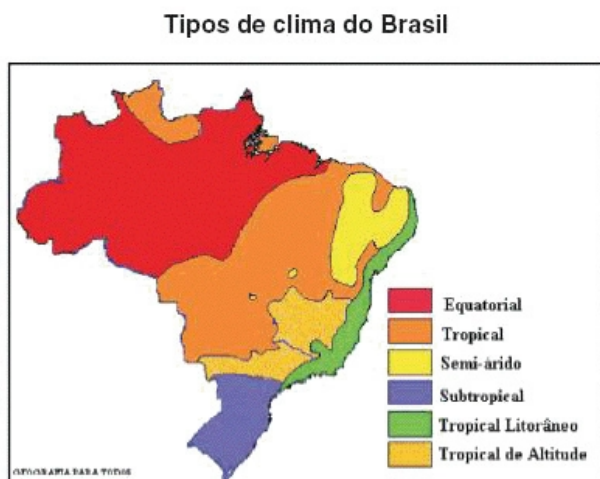 Tipos de clima do Brasil
Equatorial
Tropical
Semi-árido
Subtropical
Tropical Litorâneo
Tropical de Altitude
GEOGRAFIA PARA TODOS